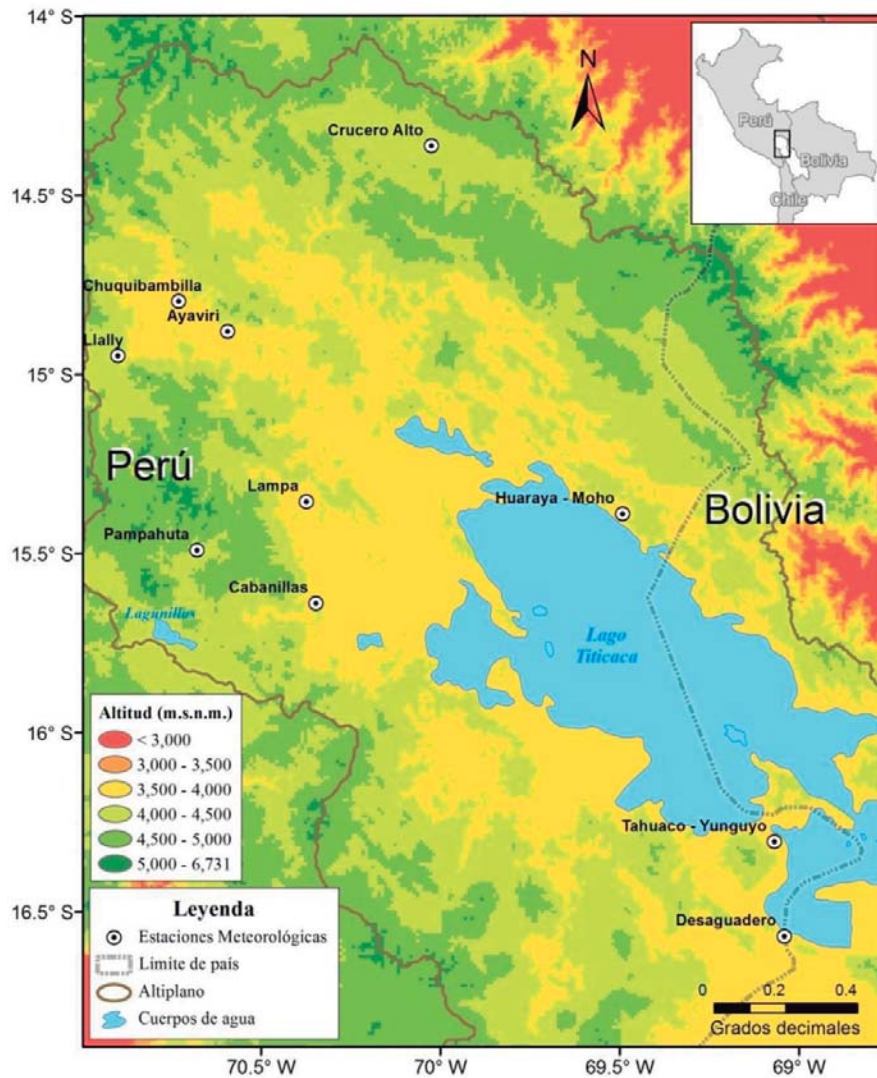 14° S
14.5° S
15° S
15.5° S
16° S
16.5° S
N
Perú
Bolivia
Chile
Crucero Alto
Chuquibambilla
Ayaviri
Llally
Perú
Lampa
Huaraya - Moho
Bolivia
Pampahuta
Cabanillas
Lagunillas
Lago
Titicaca
Altitud (m.s.n.m.)
< 3,000
3,000 - 3,500
3,500 - 4,000
4,000 - 4,500
4,500 - 5,000
5,000 - 6,731
Tahuaco - Yunguyo
Desaguadero
Leyenda
Estaciones Meteorológicas
Límite de país
Altiplano
Cuerpos de agua
0 0.2 0.4
Grados decimales
70.5° W 70° W 69.5° W 69° W